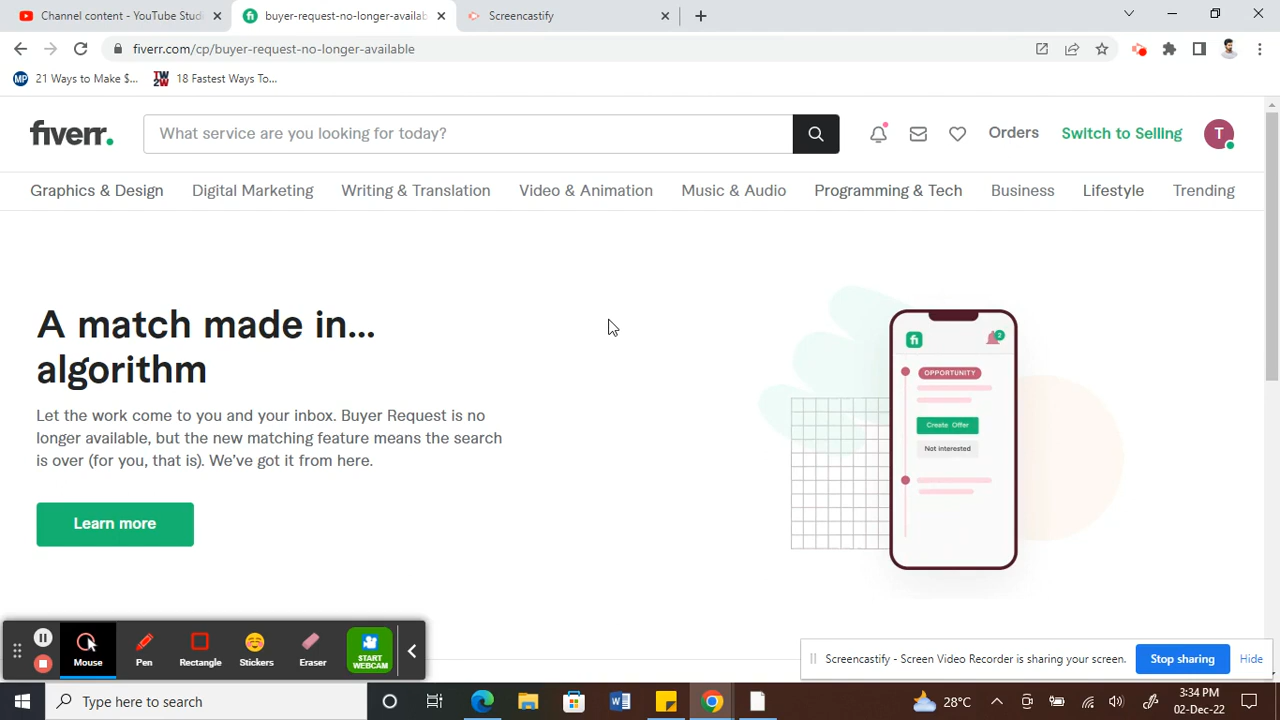 Channel content - YouTube Studi
buyer-request-no-longer-availab
Screencastify
fiverr.com/cp/buyer-request-no-longer-available
MP 21 Ways to Make $...
TW 2W 18 Fastest Ways To...
fiverr.
What service are you looking for today?
Orders
Switch to Selling
T
Graphics & Design
Digital Marketing
Writing & Translation
Video & Animation
Music & Audio
Programming & Tech
Business
Lifestyle
Trending
A match made in...
algorithm
Let the work come to you and your inbox. Buyer Request is no
longer available, but the new matching feature means the search
is over (for you, that is). We've got it from here.
Learn more
fi
2
OPPORTUNITY
Create Offer
Not interested
Mouse
Pen
Rectangle
Stickers
Eraser
START
WEBCAM
Screencastify - Screen Video Recorder is sharing your screen.
Stop sharing
Hide
Type here to search
28°C
3:34 PM
02-Dec-22